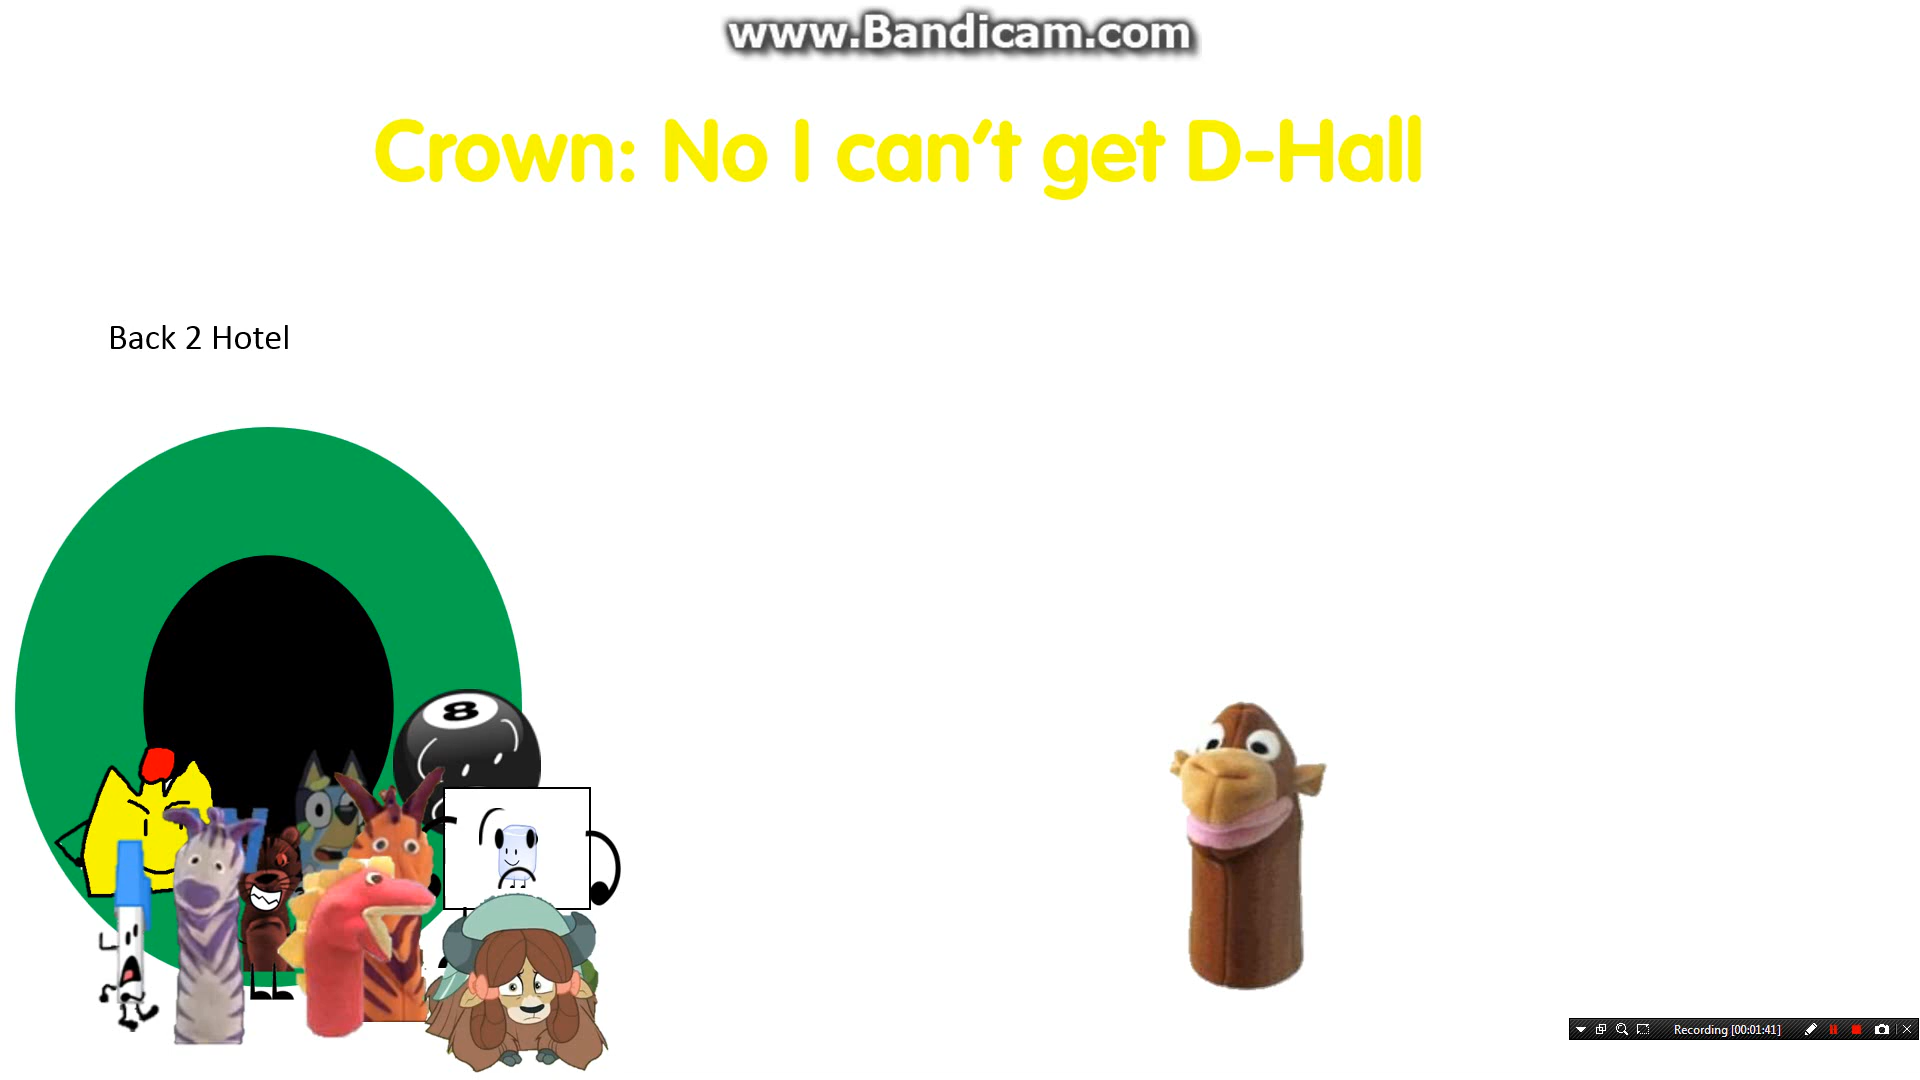 www.Bandicam.com
Crown: No I can't get D-Hall
Back 2 Hotel
8
Recording [00:01:41]